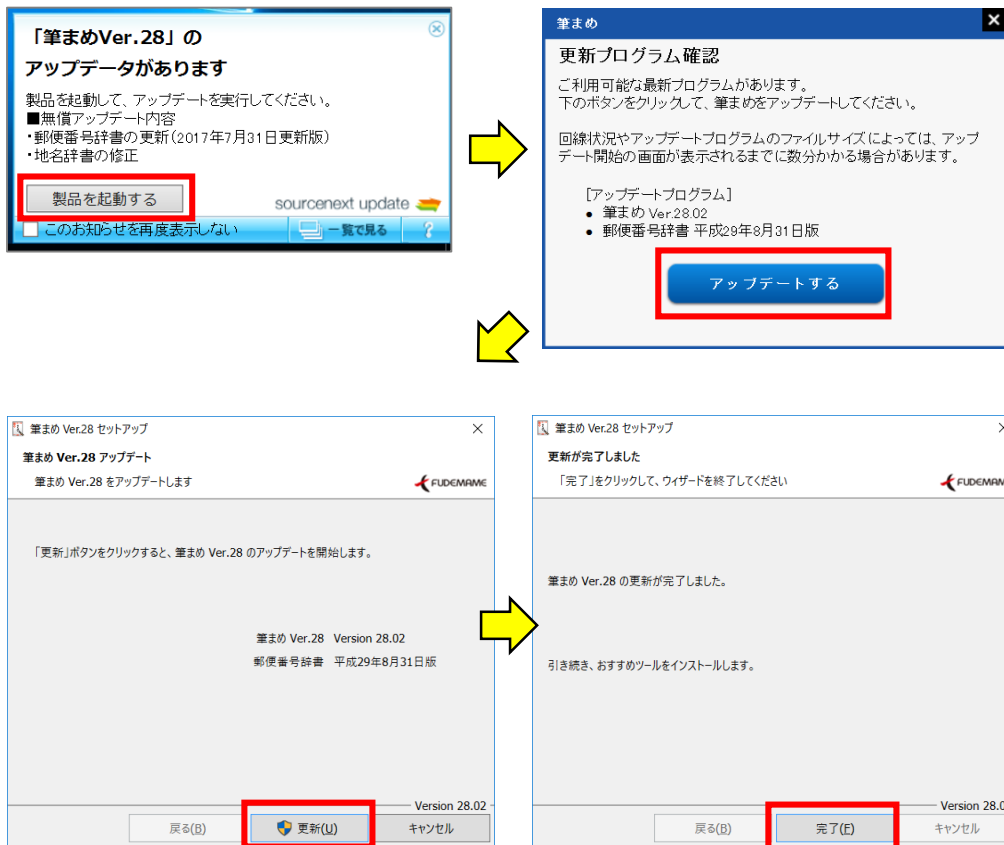 「筆まめVer.28」の
アップデータがあります
製品を起動して、アップデートを実行してください。
■無償アップデート内容
・郵便番号辞書の更新(2017年7月31日更新版)
・地名辞書の修正
製品を起動する
sourcenext update
このお知らせを再度表示しない
一覧で見る
?
筆まめ
更新プログラム確認
ご利用可能な最新プログラムがあります。
下のボタンをクリックして、筆まめをアップデートしてください。
回線状況やアップデートプログラムのファイルサイズによっては、アップ
デート開始の画面が表示されるまでに数分かかる場合があります。
[アップデートプログラム]
● 筆まめ Ver.28.02
● 郵便番号辞書 平成29年8月31日版
アップデートする
筆まめ Ver.28 セットアップ
筆まめ Ver.28 アップデート
筆まめ Ver.28 をアップデートします
FUDEMAME
「更新」ボタンをクリックすると、筆まめ Ver.28 のアップデートを開始します。
筆まめ Ver.28 Version 28.02
郵便番号辞書 平成29年8月31日版
Version 28.02
戻る(B)
更新(U)
キャンセル
筆まめ Ver.28 セットアップ
更新が完了しました
「完了」をクリックして、ウィザードを終了してください
FUDEMAM
筆まめ Ver.28 の更新が完了しました。
引き続き、おすすめツールをインストールします。
Version 28.0
戻る(B)
完了(F)
キャンセル